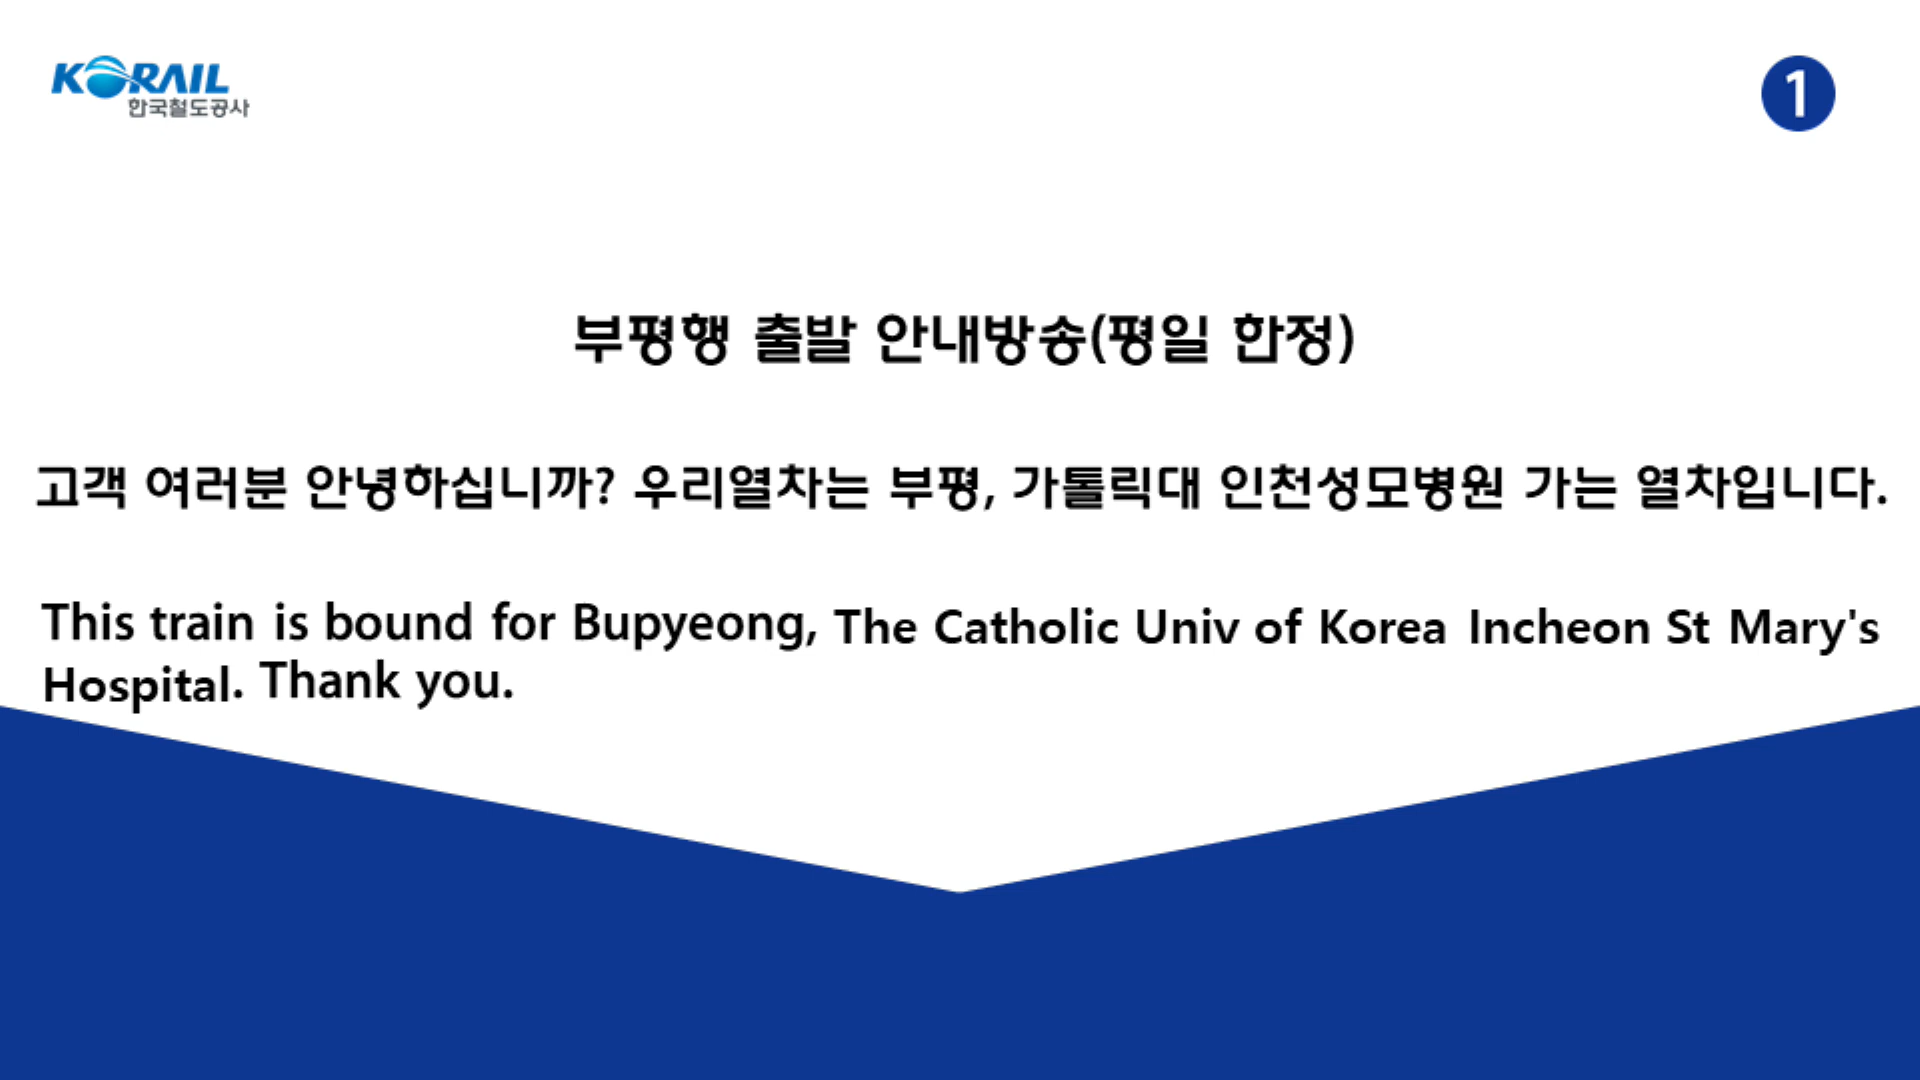 KORAIL
한국철도공사
1
부평행 출발 안내방송(평일 한정)
고객 여러분 안녕하십니까? 우리열차는 부평, 가톨릭대 인천성모병원 가는 열차입니다.
This train is bound for Bupyeong, The Catholic Univ of Korea Incheon St Mary's
Hospital. Thank you.